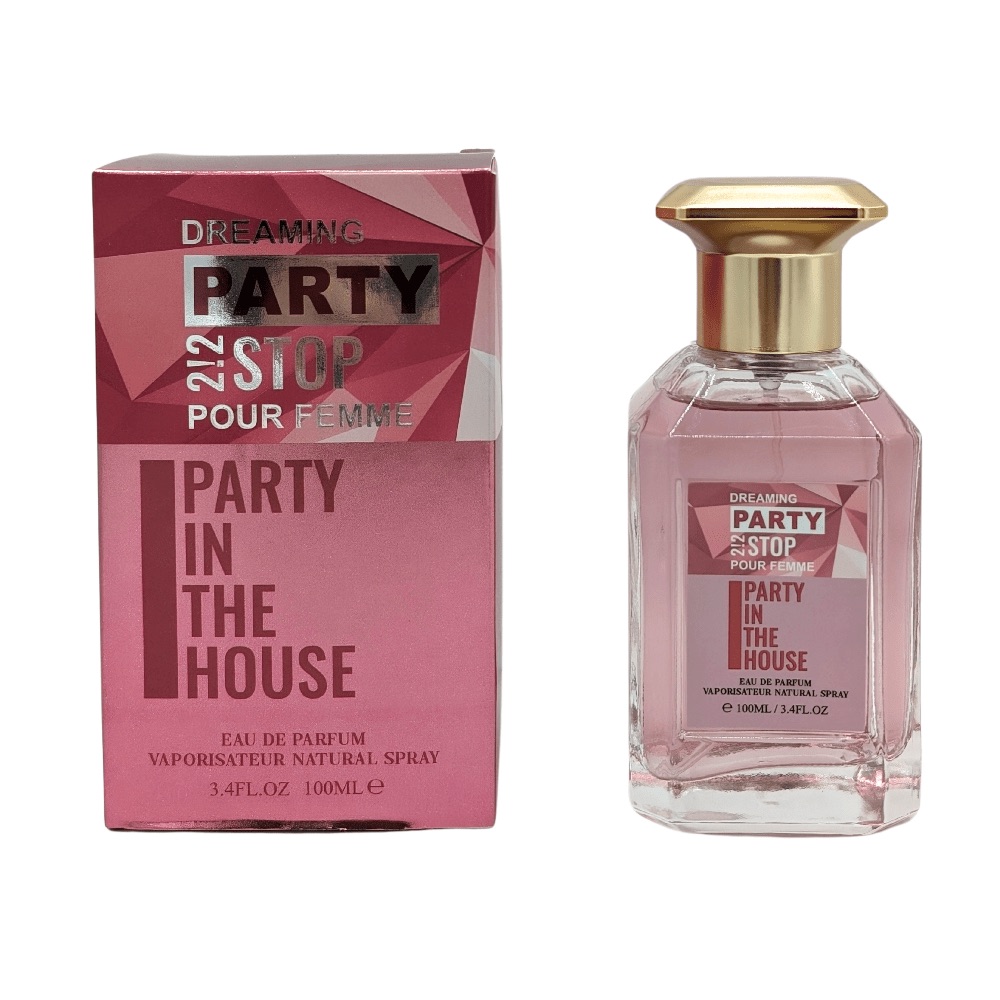 DREAMING
PARTY
2!2 STOP
POUR FEMME
PARTY
IN
THE
HOUSE
EAU DE PARFUM
VAPORISATEUR NATURAL SPRAY
3.4FL.OZ 100ML ℮
DREAMING
PARTY
2!2 STOP
POUR FEMME
PARTY
IN
THE
HOUSE
EAU DE PARFUM
VAPORISATEUR NATURAL SPRAY
℮ 100ML / 3.4FL.OZ